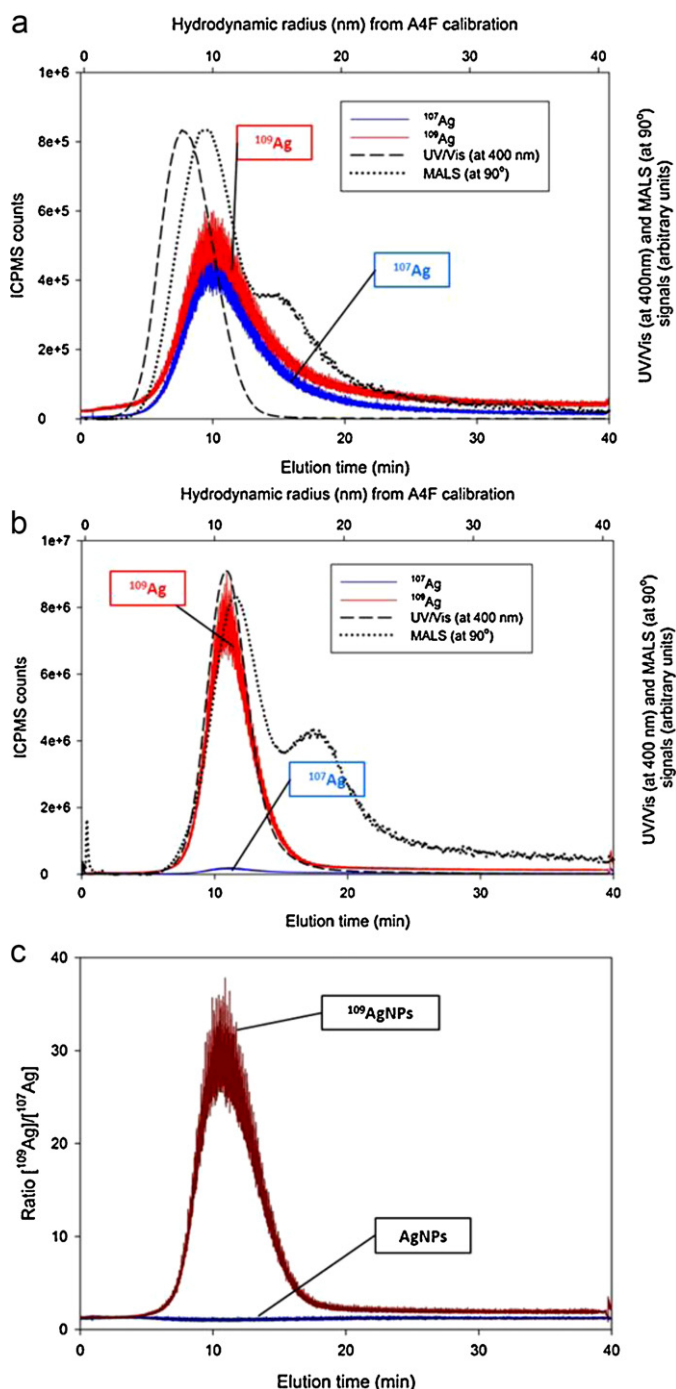 a
Hydrodynamic radius (nm) from A4F calibration
0 10 20 30 40
1e+6
8e+5
6e+5
4e+5
2e+5
0
ICPMS counts
¹⁰⁹Ag
¹⁰⁷Ag
¹⁰⁷Ag
¹⁰⁹Ag
UV/Vis (at 400 nm)
MALS (at 90°)
UV/Vis (at 400nm) and MALS (at 90°)
signals (arbitrary units)
0 10 20 30 40
Elution time (min)
b
Hydrodynamic radius (nm) from A4F calibration
0 10 20 30 40
1e+7
8e+6
6e+6
4e+6
2e+6
0
ICPMS counts
¹⁰⁹Ag
¹⁰⁷Ag
¹⁰⁷Ag
¹⁰⁹Ag
UV/Vis (at 400 nm)
MALS (at 90°)
UV/Vis (at 400 nm) and MALS (at 90°)
signals (arbitrary units)
0 10 20 30 40
Elution time (min)
c
40
30
20
10
0
Ratio [¹⁰⁹Ag]/[¹⁰⁷Ag]
¹⁰⁹AgNPs
AgNPs
0 10 20 30 40
Elution time (min)